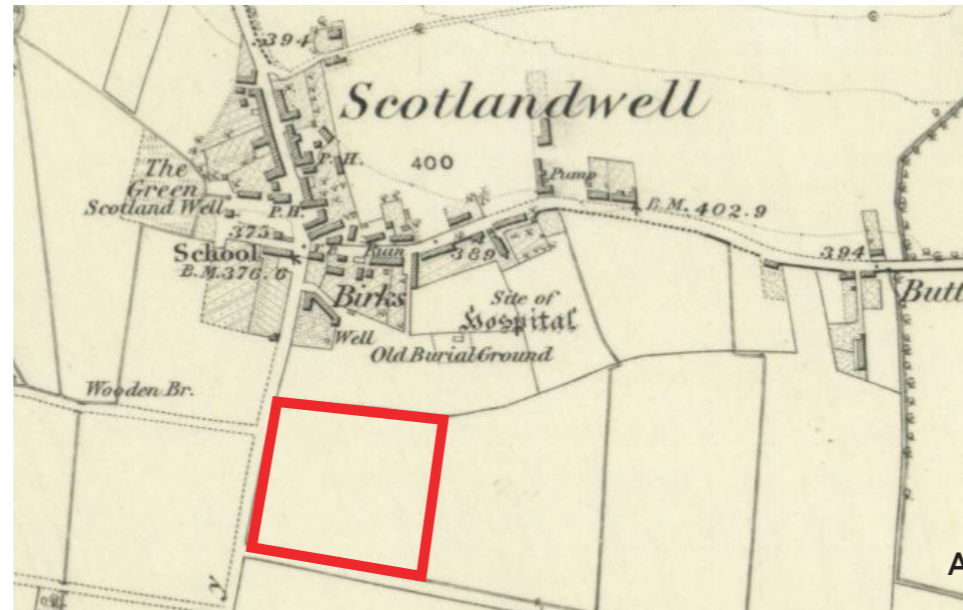 394
Scotlandwell
P.H.
400
The
Green
Scotland Well
Pump
P.H.
B.M. 402.9
375
School
B.M. 376.6
Ruin
389
394
Birks
Site of
Hospital
Butt
Well
Old Burial Ground
Wooden Br.
A